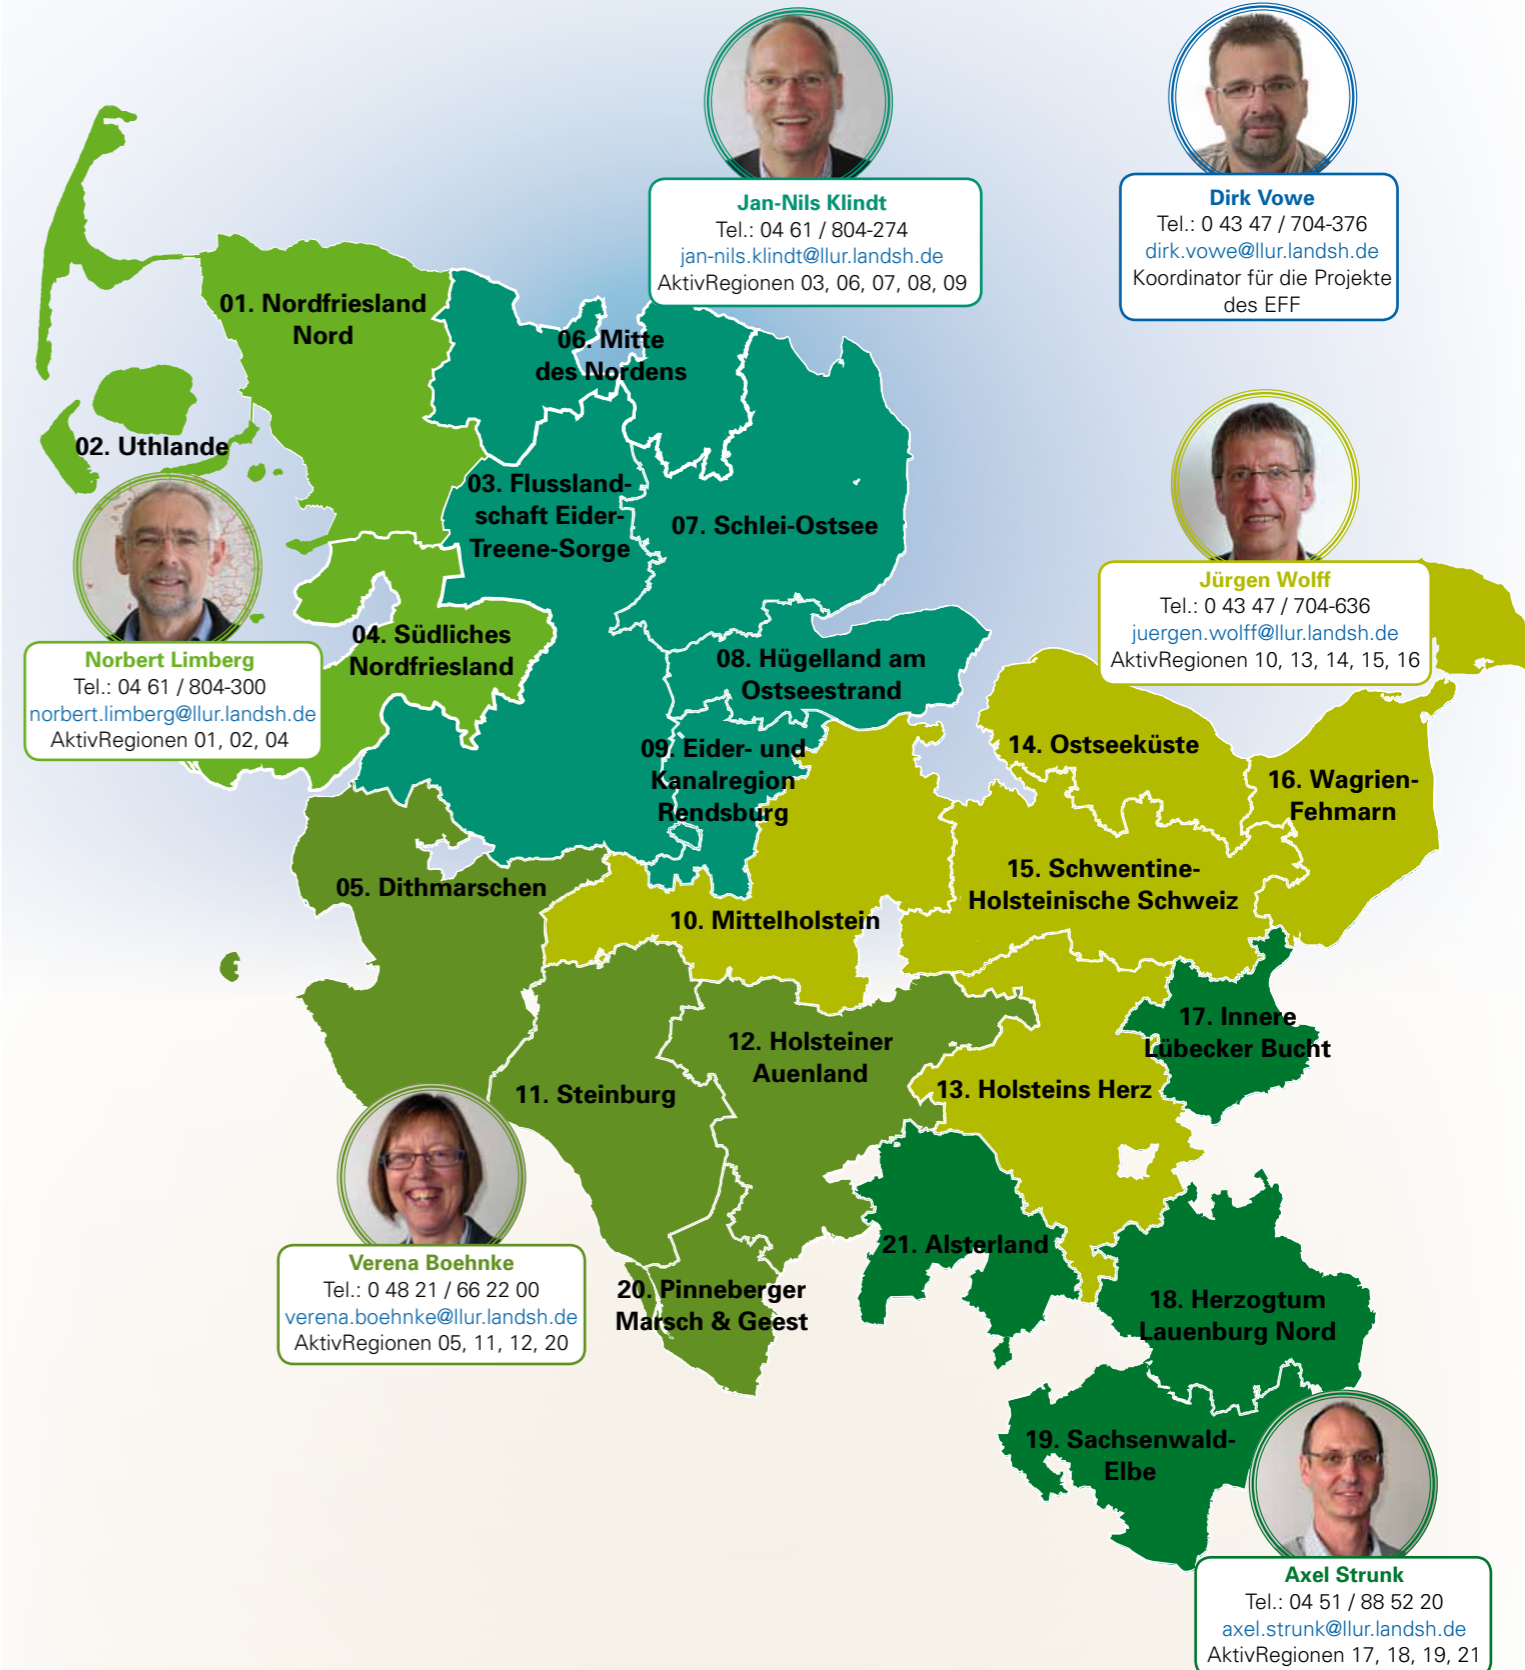 Jan-Nils Klindt
Tel.: 04 61 / 804-274
jan-nils.klindt@llur.landsh.de
AktivRegionen 03, 06, 07, 08, 09
Dirk Vowe
Tel.: 0 43 47 / 704-376
dirk.vowe@llur.landsh.de
Koordinator für die Projekte
des EFF
01. Nordfriesland
Nord
06. Mitte
des Nordens
02. Uthlande
03. Flussland-
schaft Eider-
Treene-Sorge
07. Schlei-Ostsee
Jürgen Wolff
Tel.: 0 43 47 / 704-636
juergen.wolff@llur.landsh.de
AktivRegionen 10, 13, 14, 15, 16
04. Südliches
Nordfriesland
Norbert Limberg
Tel.: 04 61 / 804-300
norbert.limberg@llur.landsh.de
AktivRegionen 01, 02, 04
08. Hügelland am
Ostseestrand
09. Eider- und
Kanalregion
Rendsburg
14. Ostseeküste
16. Wagrien-
Fehmarn
05. Dithmarschen
15. Schwentine-
Holsteinische Schweiz
10. Mittelholstein
17. Innere
Lübecker Bucht
12. Holsteiner
Auenland
11. Steinburg
13. Holsteins Herz
Verena Boehnke
Tel.: 0 48 21 / 66 22 00
verena.boehnke@llur.landsh.de
AktivRegionen 05, 11, 12, 20
21. Alsterland
20. Pinneberger
Marsch & Geest
18. Herzogtum
Lauenburg Nord
19. Sachsenwald-
Elbe
Axel Strunk
Tel.: 04 51 / 88 52 20
axel.strunk@llur.landsh.de
AktivRegionen 17, 18, 19, 21